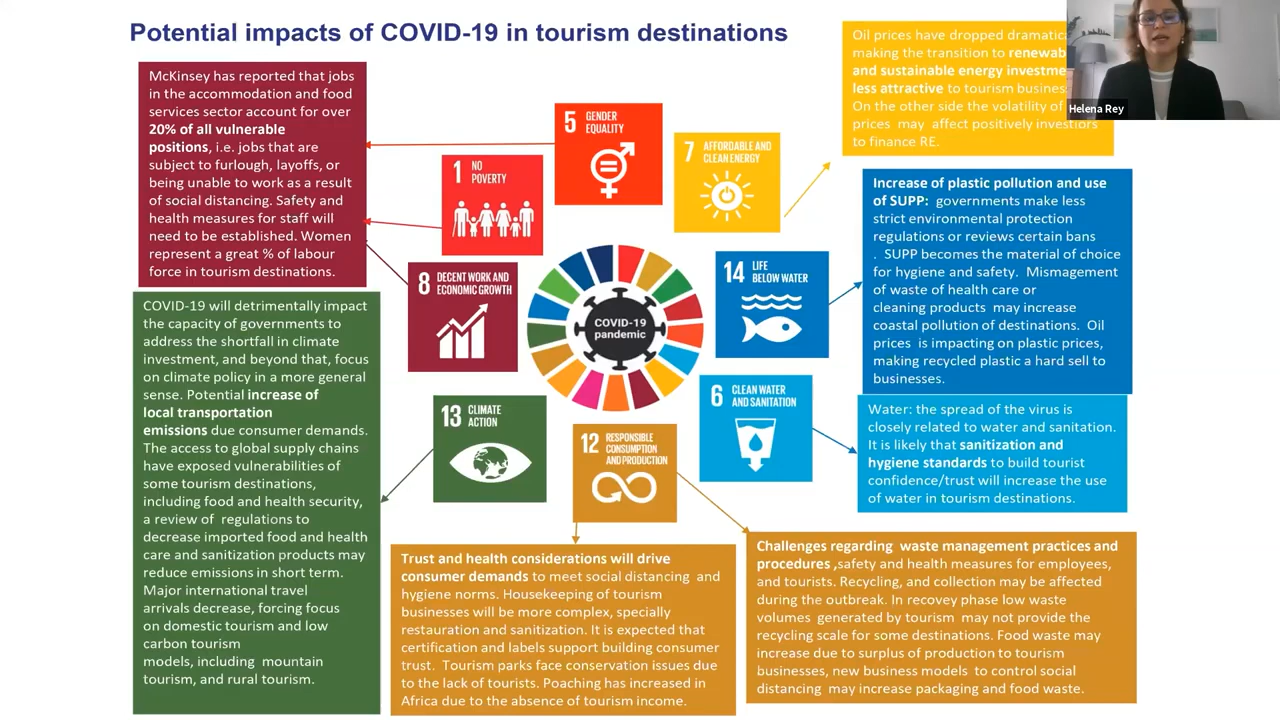 Potential impacts of COVID-19 in tourism destinations
McKinsey has reported that jobs
in the accommodation and food
services sector account for over
20% of all vulnerable
positions, i.e. jobs that are
subject to furlough, layoffs, or
being unable to work as a result
of social distancing. Safety and
health measures for staff will
need to be established. Women
represent a great % of labour
force in tourism destinations.
COVID-19 will detrimentally impact
the capacity of governments to
address the shortfall in climate
investment, and beyond that, focus
on climate policy in a more general
sense. Potential increase of
local transportation
emissions due consumer demands.
The access to global supply chains
have exposed vulnerabilities of
some tourism destinations,
including food and health security,
a review of regulations to
decrease imported food and health
care and sanitization products may
reduce emissions in short term.
Major international travel
arrivals decrease, forcing focus
on domestic tourism and low
carbon tourism
models, including mountain
tourism, and rural tourism.
5 GENDER
EQUALITY
1 NO
POVERTY
8 DECENT WORK AND
ECONOMIC GROWTH
13 CLIMATE
ACTION
12 RESPONSIBLE
CONSUMPTION
AND PRODUCTION
COVID-19
pandemic
7 AFFORDABLE AND
CLEAN ENERGY
14 LIFE
BELOW WATER
6 CLEAN WATER
AND SANITATION
Trust and health considerations will drive
consumer demands to meet social distancing and
hygiene norms. Housekeeping of tourism
businesses will be more complex, specially
restauration and sanitization. It is expected that
certification and labels support building consumer
trust. Tourism parks face conservation issues due
to the lack of tourists. Poaching has increased in
Africa due to the absence of tourism income.
Oil prices have dropped
making the transition to
and sustainable energy
less attractive to tourism
On the other side the volatility of
prices may affect positively investors
to finance RE.
Helena Rey
Increase of plastic pollution and use
of SUPP: governments make less
strict environmental protection
regulations or reviews certain bans
. SUPP becomes the material of choice
for hygiene and safety. Mismagement
of waste of health care or
cleaning products may increase
coastal pollution of destinations. Oil
prices is impacting on plastic prices,
making recycled plastic a hard sell to
businesses.
Water: the spread of the virus is
closely related to water and sanitation.
It is likely that sanitization and
hygiene standards to build tourist
confidence/trust will increase the use
of water in tourism destinations.
Challenges regarding waste management practices and
procedures ,safety and health measures for employees,
and tourists. Recycling, and collection may be affected
during the outbreak. In recovey phase low waste
volumes generated by tourism may not provide the
recycling scale for some destinations. Food waste may
increase due to surplus of production to tourism
businesses, new business models to control social
distancing may increase packaging and food waste.